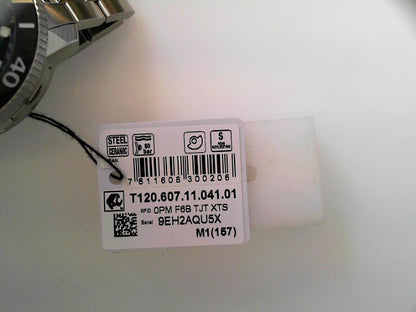 40
STEEL
CERAMIC
60
bar
S
EAN
7 611608 300206
T120.607.11.041.01
RFID 0PM F6B TJT XTS
Serial 9EH2AQU5X
M1(157)